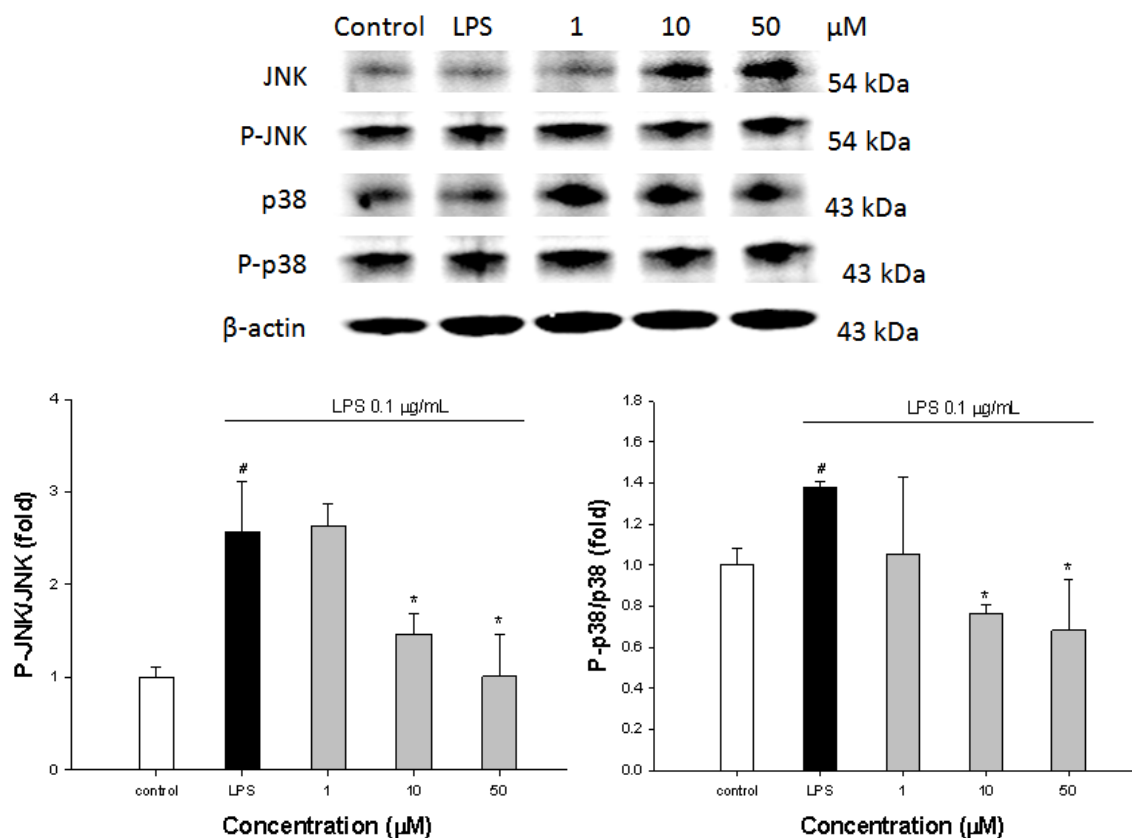 Control LPS 1 10 50 µM
JNK 54 kDa
P-JNK 54 kDa
p38 43 kDa
P-p38 43 kDa
β-actin 43 kDa
LPS 0.1 µg/mL
P-JNK/JNK (fold)
4
3
2
1
0
#
*
*
control LPS 1 10 50
Concentration (µM)
LPS 0.1 µg/mL
P-p38/p38 (fold)
1.8
1.6
1.4
1.2
1.0
0.8
0.6
0.4
0.2
0.0
#
*
*
control LPS 1 10 50
Concentration (µM)